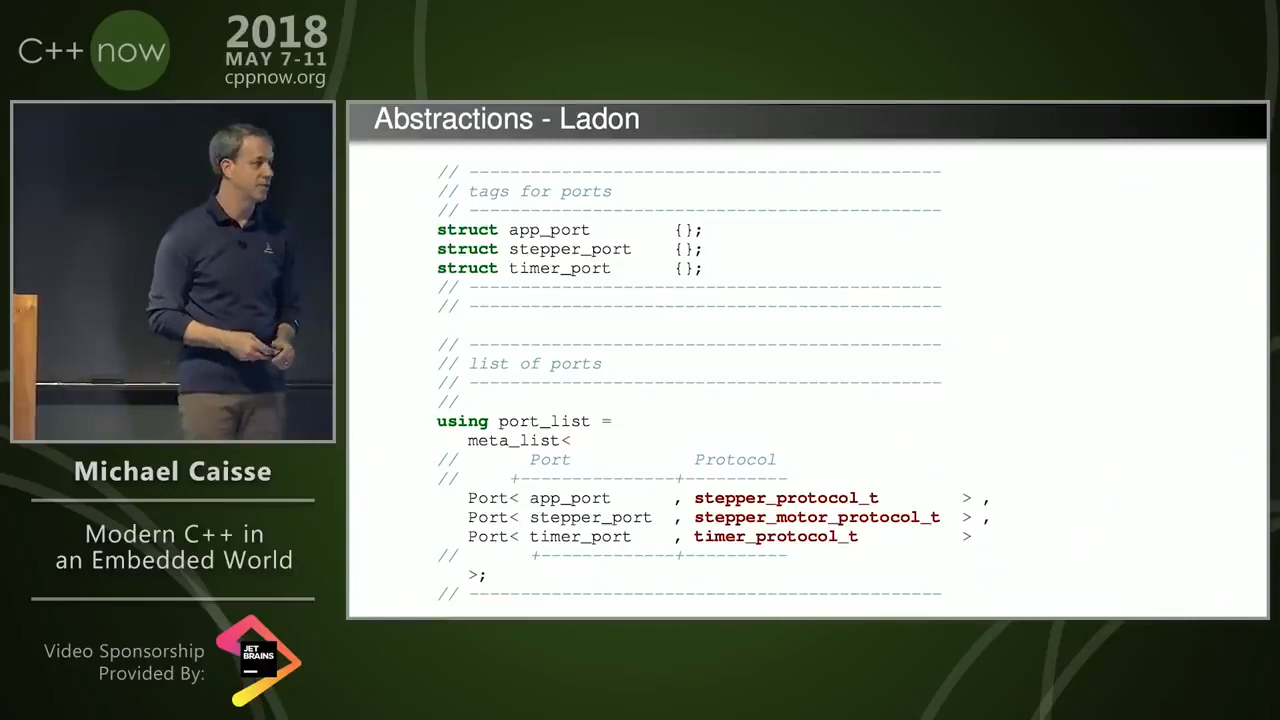 C++ now
2018
MAY 7-11
cppnow.org
Abstractions - Ladon
// ----------------------------------------------
// tags for ports
// ----------------------------------------------
struct app_port {};
struct stepper_port {};
struct timer_port {};
// ----------------------------------------------
// ----------------------------------------------
// ----------------------------------------------
// list of ports
// ----------------------------------------------
//
using port_list =
meta_list<
// Port Protocol
// +---------------+----------
Port< app_port , stepper_protocol_t > ,
Port< stepper_port , stepper_motor_protocol_t > ,
Port< timer_port , timer_protocol_t >
// +-------------+----------
>;
// ----------------------------------------------
Michael Caisse
Modern C++ in
an Embedded World
Video Sponsorship
Provided By:
JET
BRAINS